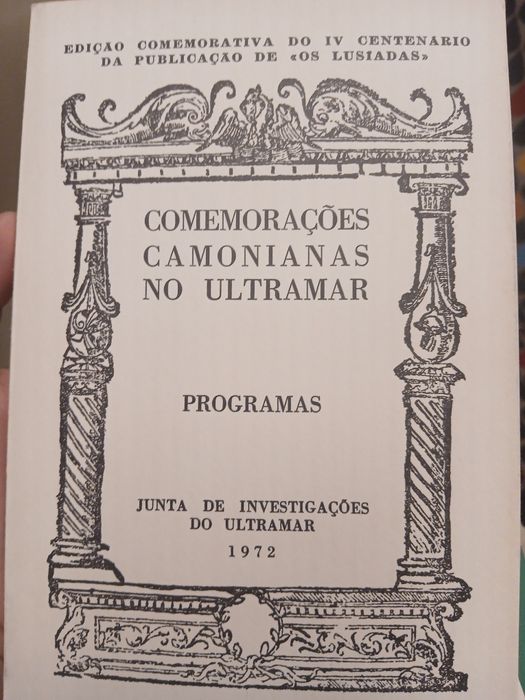 EDIÇÃO COMEMORATIVA DO IV CENTENARIO
DA PUBLICAÇÃO DE «OS LUSIADAS»
COMEMORAÇÕES
CAMONIANAS
NO ULTRAMAR
PROGRAMAS
JUNTA DE INVESTIGAÇÕES
DO ULTRAMAR
1972